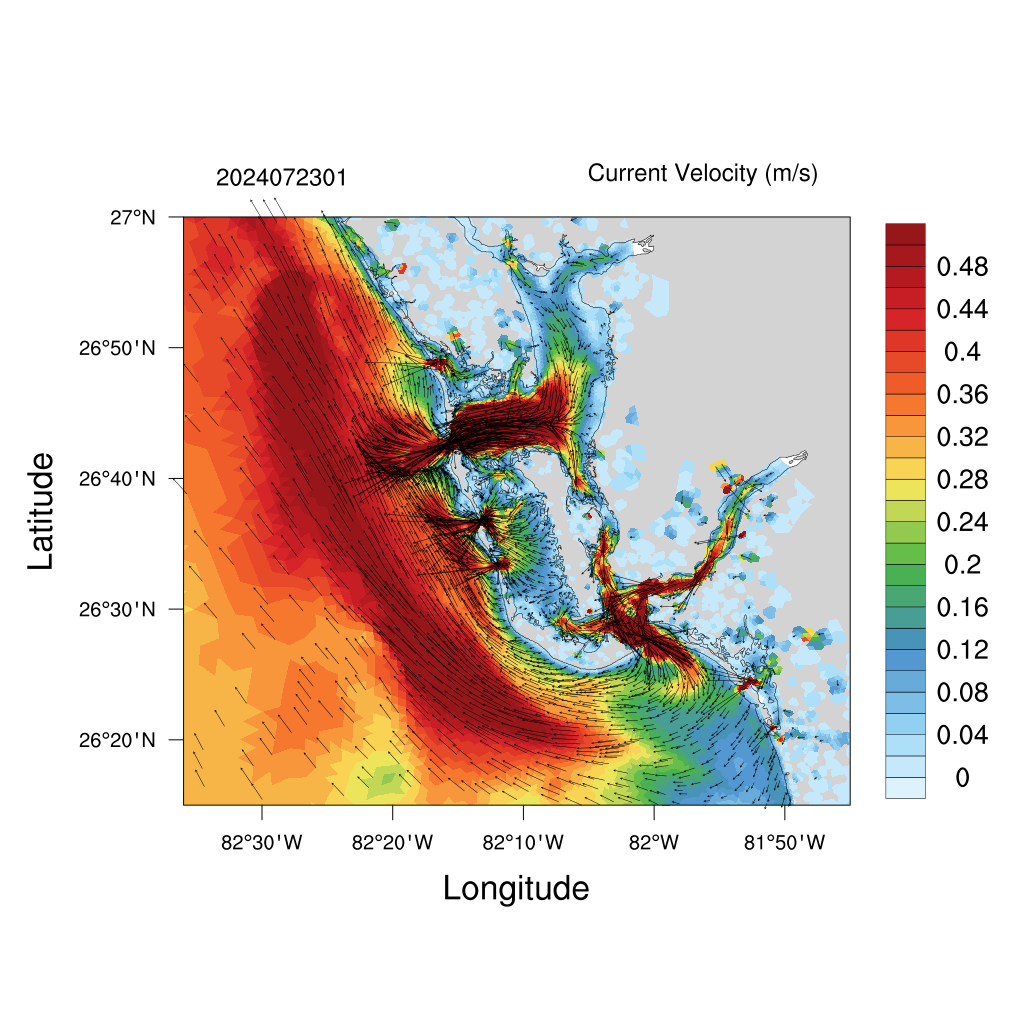 2024072301
Current Velocity (m/s)
27°N
26°50'N
26°40'N
26°30'N
26°20'N
Latitude
82°30'W
82°20'W
82°10'W
82°W
81°50'W
Longitude
0.48
0.44
0.4
0.36
0.32
0.28
0.24
0.2
0.16
0.12
0.08
0.04
0